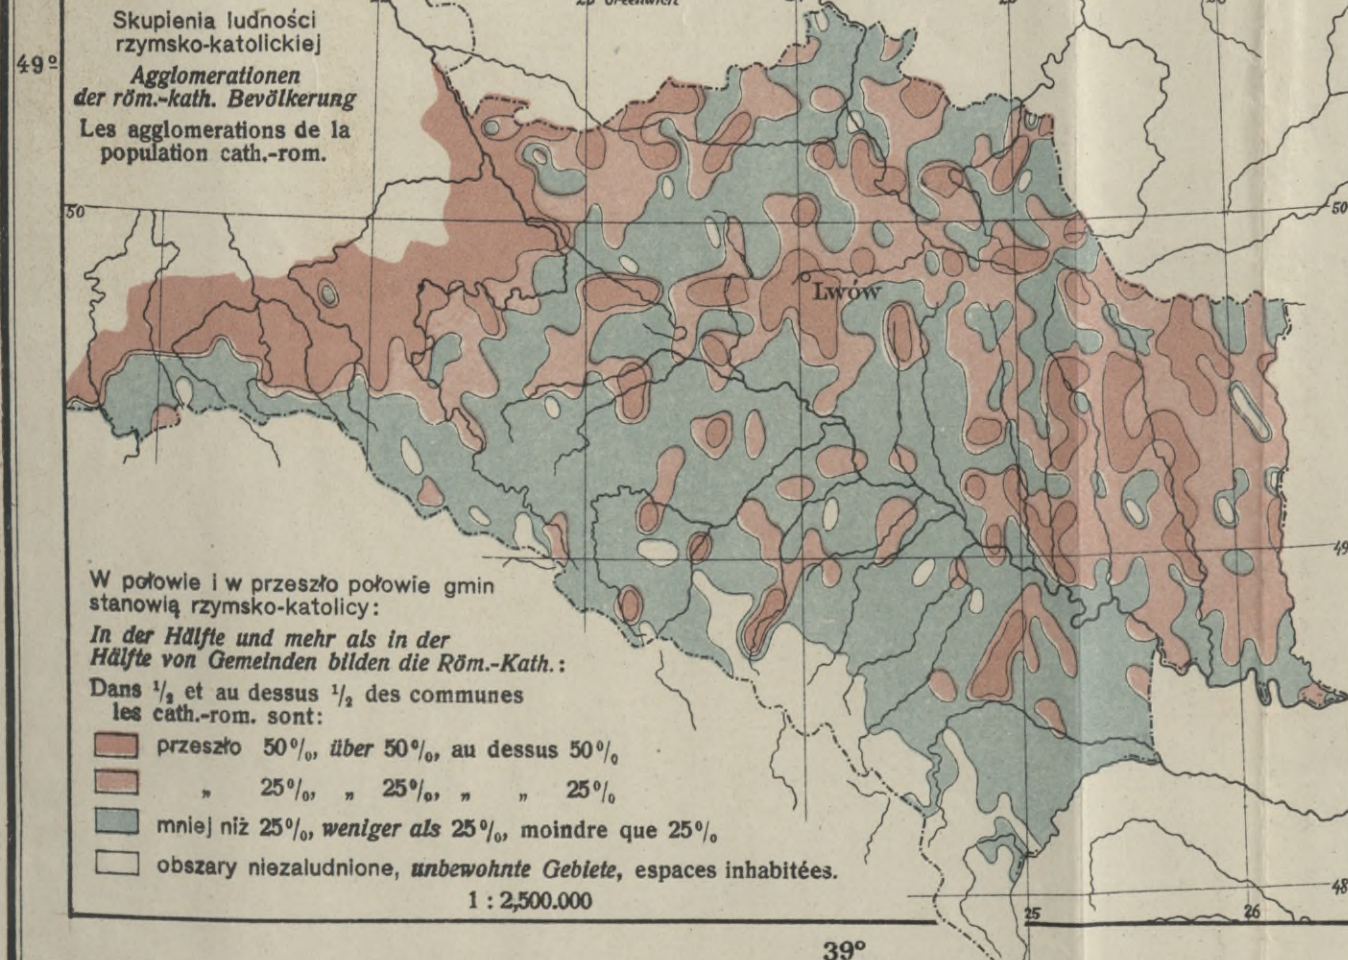 Skupienia ludności
rzymsko-katolickiej
Agglomerationen
der röm.-kath. Bevölkerung
Les agglomerations de la
population cath.-rom.
49º
50
50
Lwów
49
W połowie i w przeszło połowie gmin
stanowią rzymsko-katolicy:
In der Hälfte und mehr als in der
Hälfte von Gemeinden bilden die Röm.-Kath.:
Dans ½ et au dessus ½ des communes
les cath.-rom. sont:
przeszło 50%, über 50%, au dessus 50%
„ 25%, „ 25%, „ „ 25%
mniej niż 25%, weniger als 25%, moindre que 25%
obszary niezaludnione, unbewohnte Gebiete, espaces inhabitées.
1 : 2,500.000
48
25
26
39º